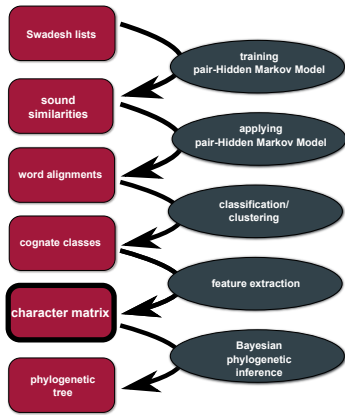 Swadesh lists
training
pair-Hidden Markov Model
sound
similarities
applying
pair-Hidden Markov Model
word alignments
classification/
clustering
cognate classes
feature extraction
character matrix
Bayesian
phylogenetic
inference
phylogenetic
tree